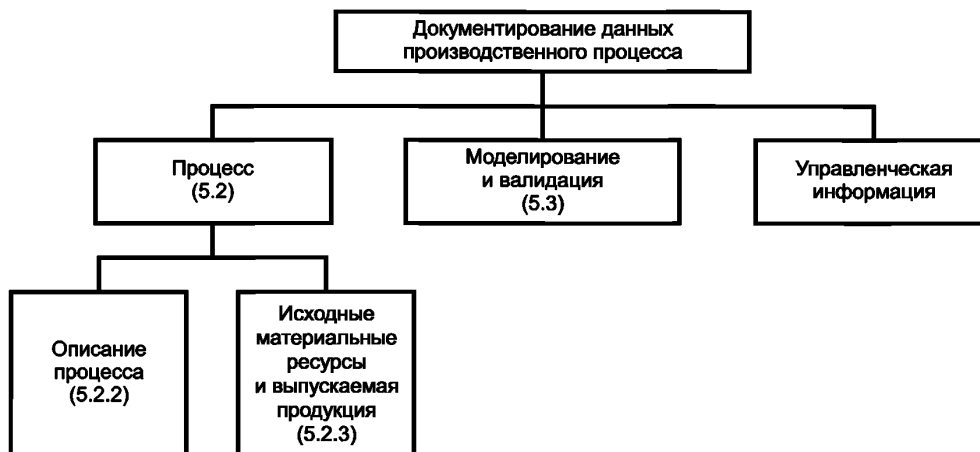 Документирование данных
производственного процесса
Процесс
(5.2)
Моделирование
и валидация
(5.3)
Управленческая
информация
Описание
процесса
(5.2.2)
Исходные
материальные
ресурсы
и выпускаемая
продукция
(5.2.3)